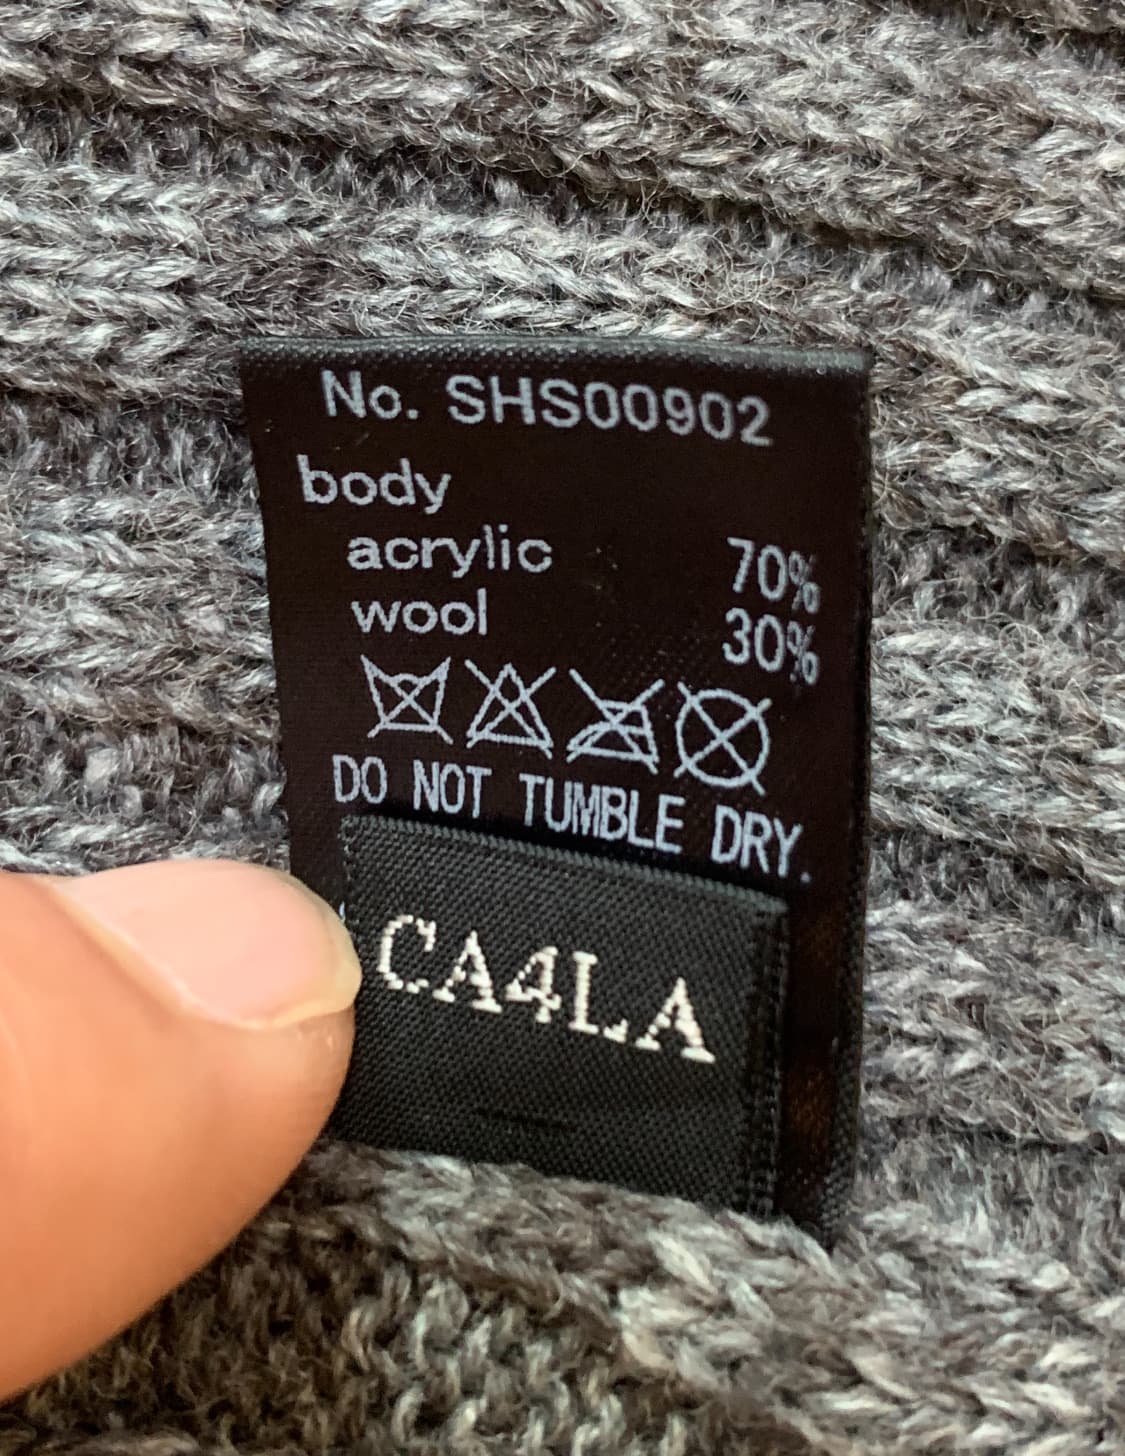 No. SHS00902
body
acrylic 70%
wool 30%
DO NOT TUMBLE DRY.
CA4LA